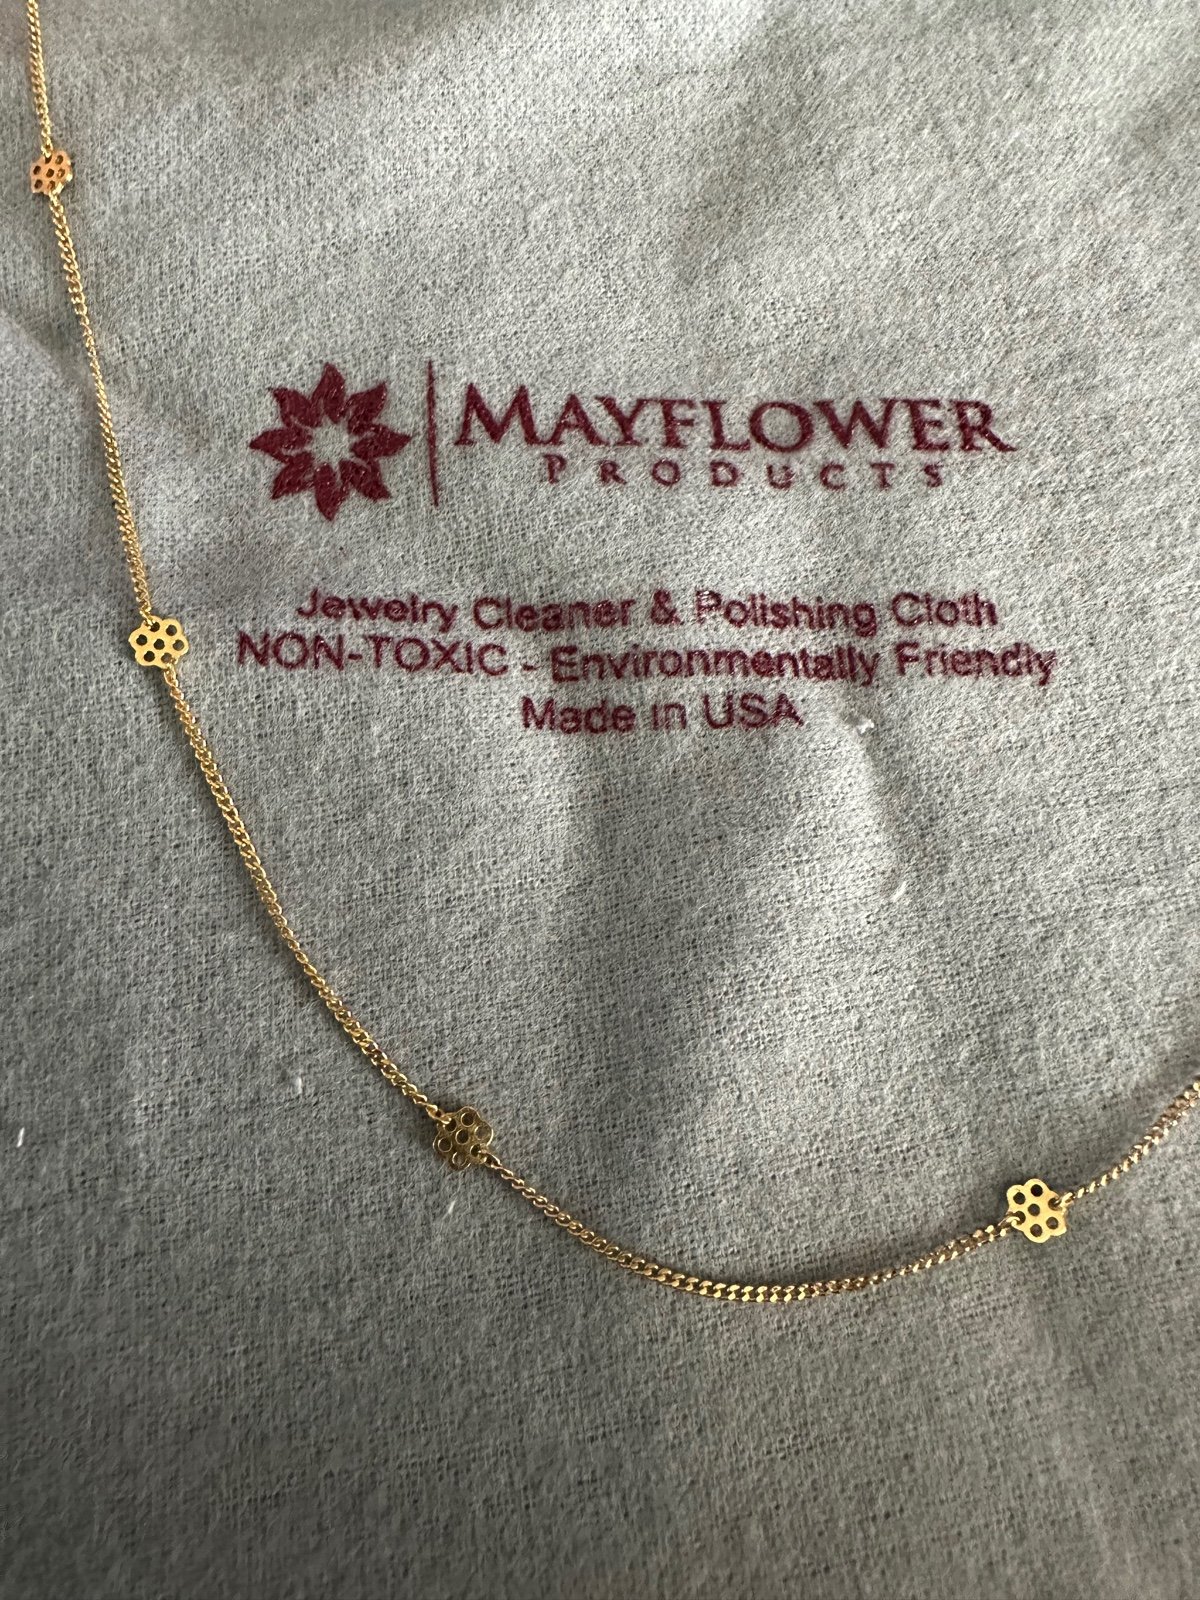 MAYFLOWER
PRODUCTS
Jewelry Cleaner & Polishing Cloth
NON-TOXIC - Environmentally Friendly
Made in USA